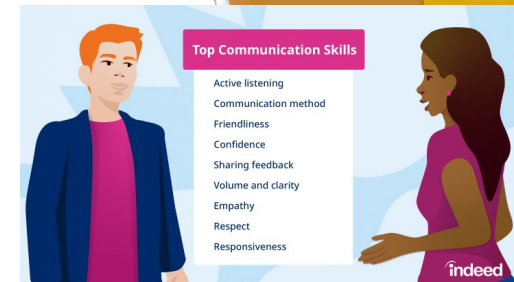 Top Communication Skills
Active listening
Communication method
Friendliness
Confidence
Sharing feedback
Volume and clarity
Empathy
Respect
Responsiveness
indeed